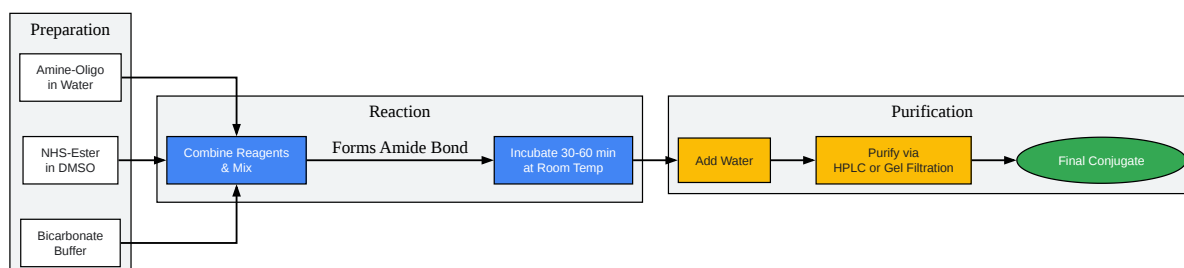 Preparation
Amine-Oligo
in Water
NHS-Ester
in DMSO
Bicarbonate
Buffer
Reaction
Combine Reagents
& Mix
Forms Amide Bond
Incubate 30-60 min
at Room Temp
Purification
Add Water
Purify via
HPLC or Gel Filtration
Final Conjugate